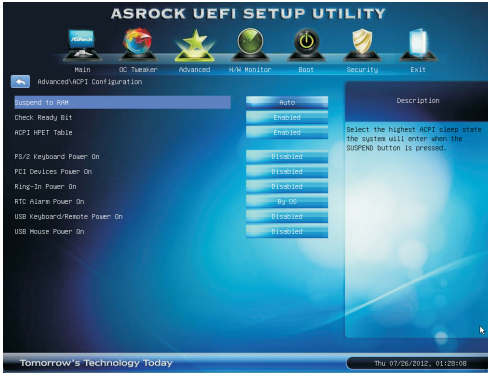 ASROCK UEFI SETUP UTILITY
ASRock
Main OC Tweaker Advanced H/W Monitor Boot Security Exit
Advanced\ACPI Configuration
Description
Suspend to RAM Auto
Check Ready Bit Enabled
ACPI HPET Table Enabled
PS/2 Keyboard Power On Disabled
PCI Devices Power On Disabled
Ring-In Power On Disabled
RTC Alarm Power On By OS
USB Keyboard/Remote Power On Disabled
USB Mouse Power On Disabled
Select the highest ACPI sleep state
the system will enter when the
SUSPEND button is pressed.
Tomorrow's Technology Today
Thu 07/26/2012, 01:28:08